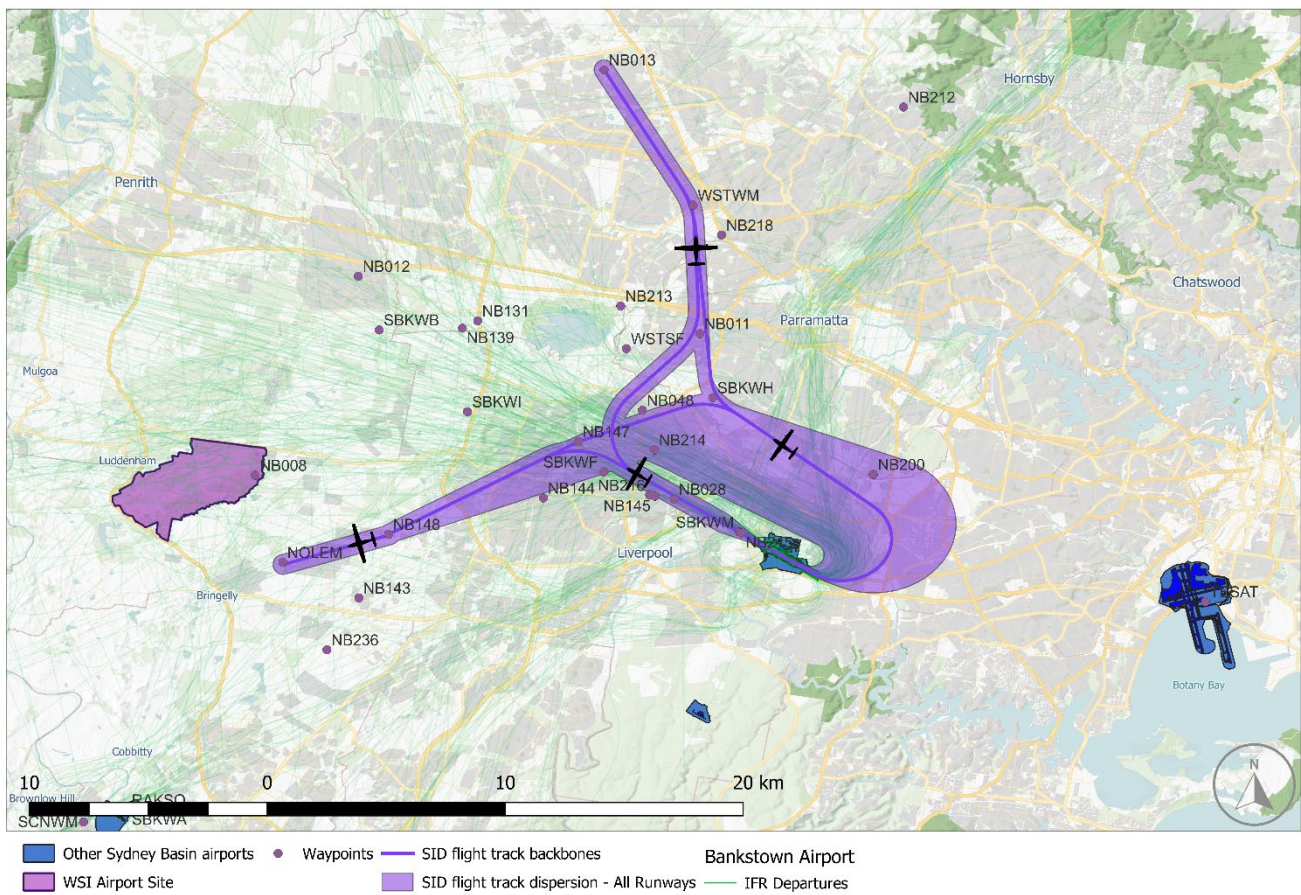 NB013
Hornsby
NB212
Penrith
WSTWM
NB218
NB012
Chatswood
NB213
NB131
Parramatta
SBKWB
NB139
NB011
WSTSF
Mulgoa
SBKWH
SBKWI
NB048
NB147
NB214
Luddenham
NB008
SBKWF
NB200
NB216
NB144
NB145
NB028
SBKWM
NB148
Liverpool
NOLEM
Bringelly
NB143
NB236
Botany Bay
Cobbitty
10 0 10 20 km
N
Brownlow Hill
RAKSO
SCNWM
SBKWA
Other Sydney Basin airports
Waypoints
SID flight track backbones
Bankstown Airport
WSI Airport Site
SID flight track dispersion - All Runways
IFR Departures